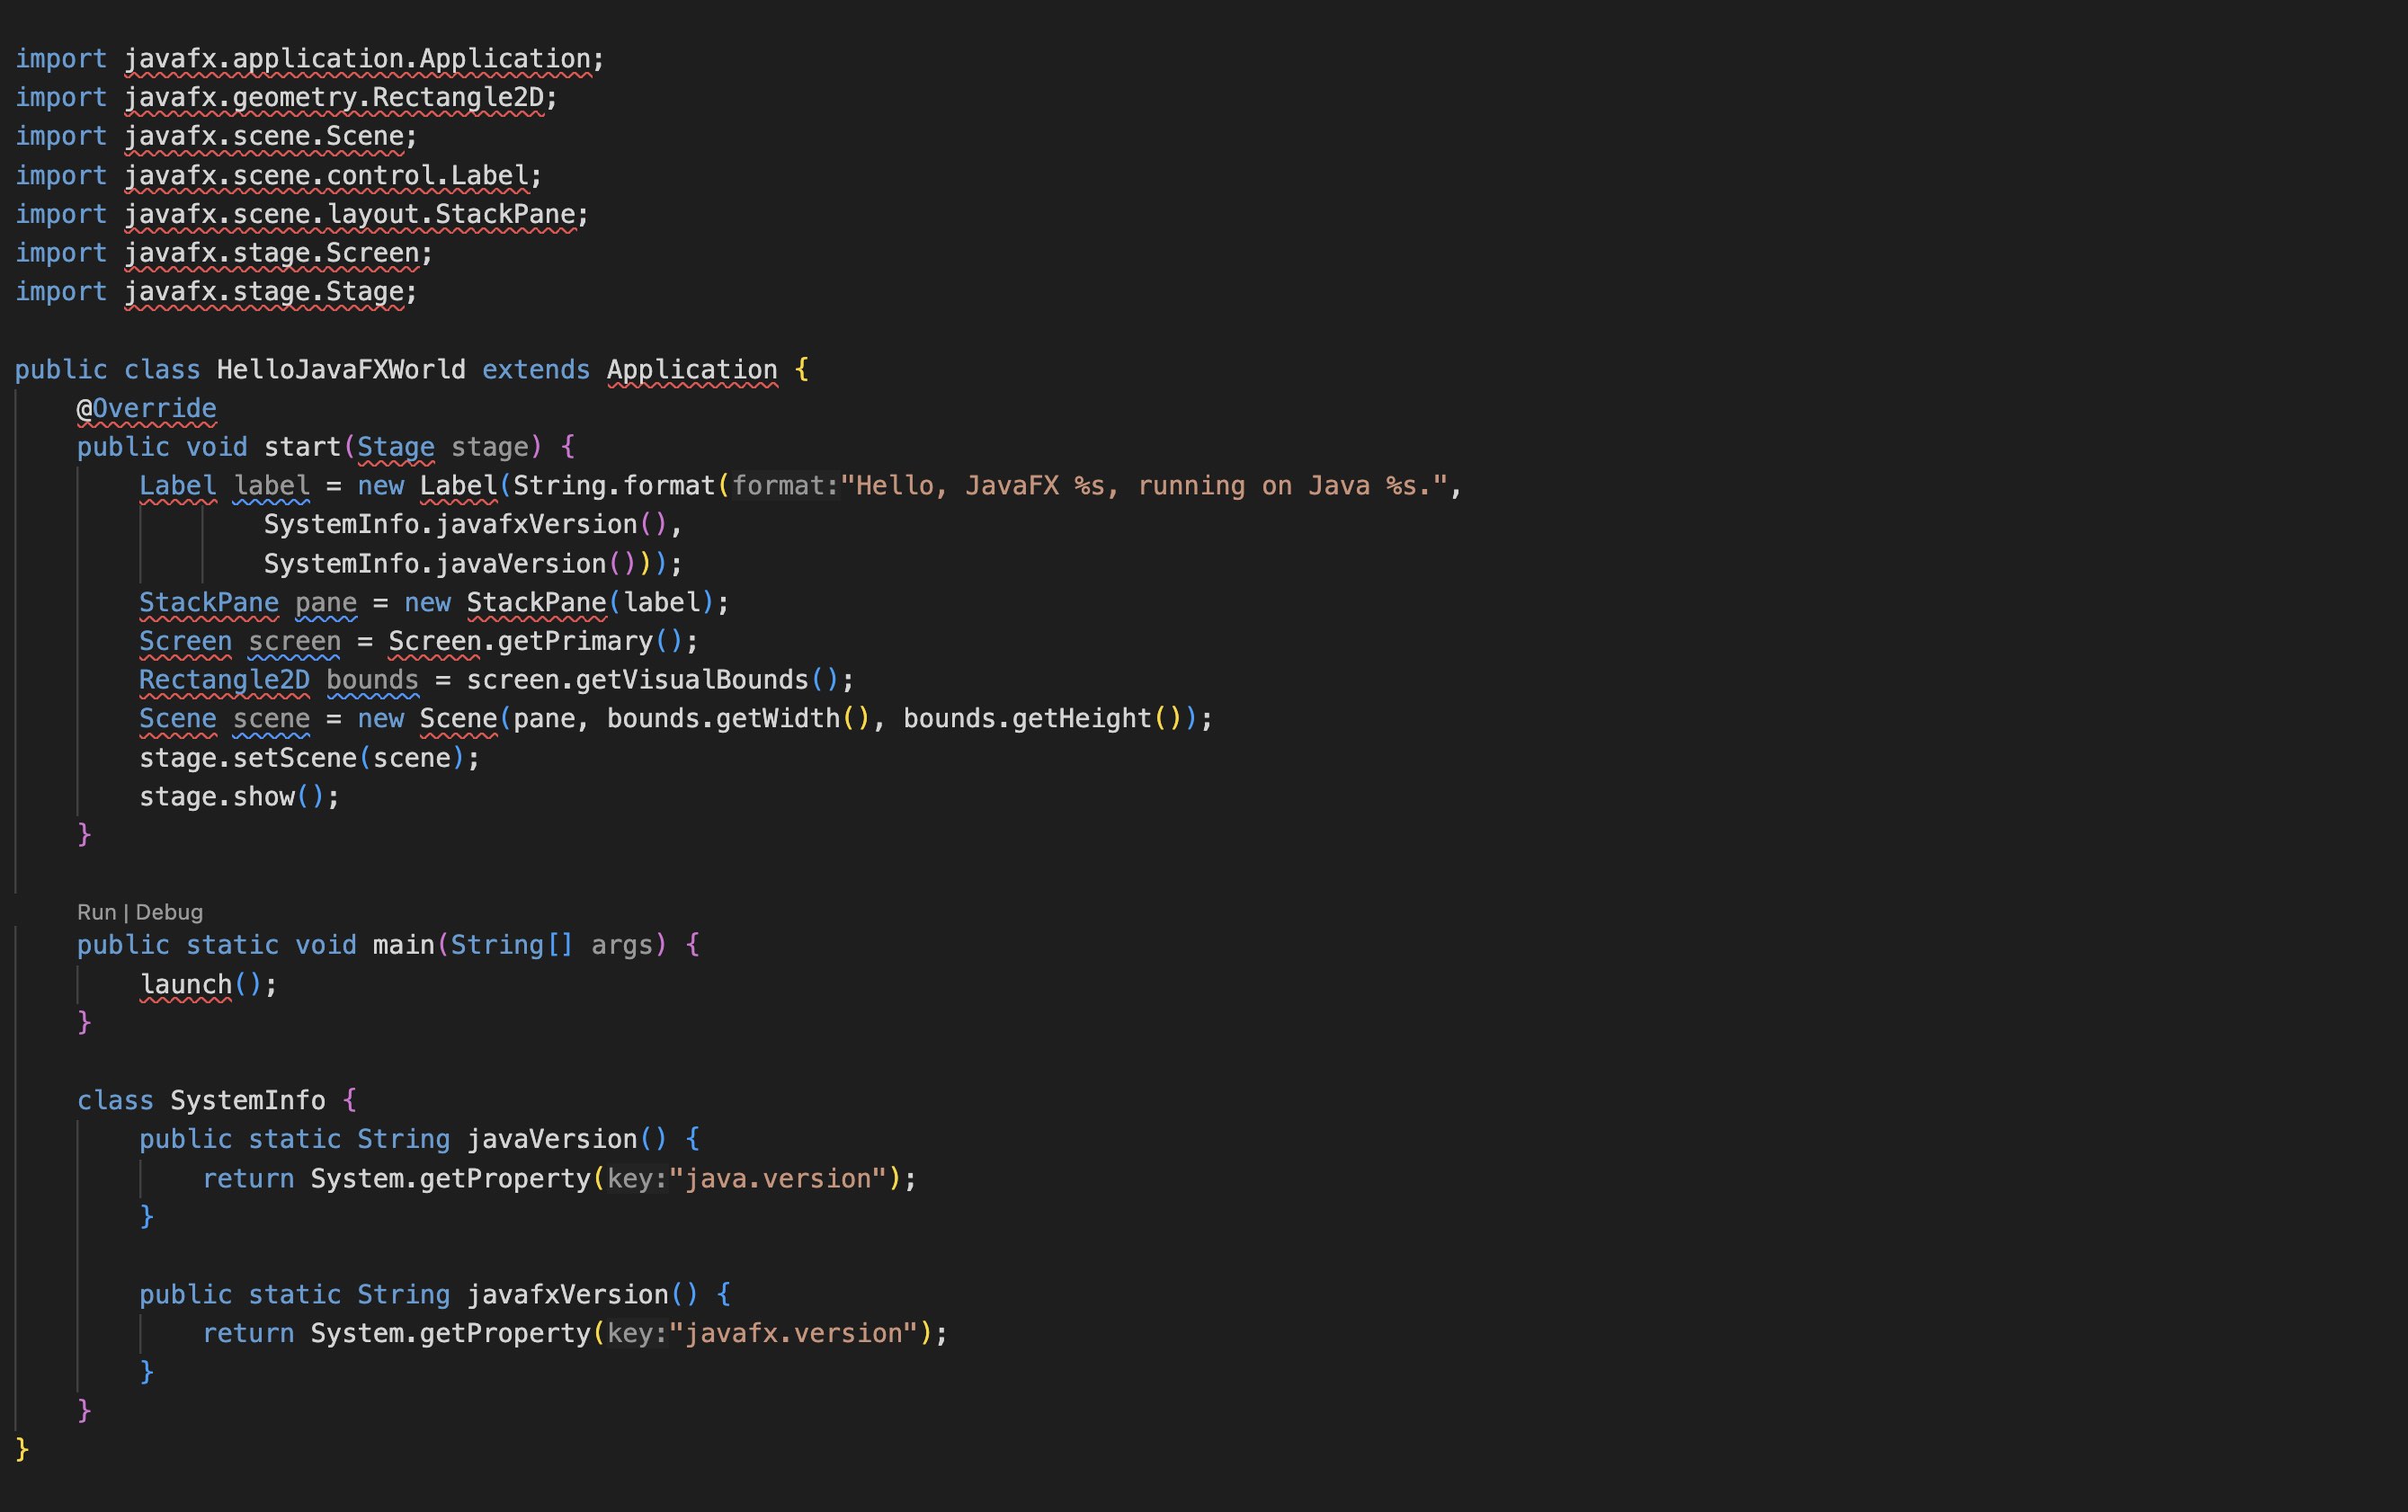 import javafx.application.Application;
import javafx.geometry.Rectangle2D;
import javafx.scene.Scene;
import javafx.scene.control.Label;
import javafx.scene.layout.StackPane;
import javafx.stage.Screen;
import javafx.stage.Stage;

public class HelloJavaFXWorld extends Application {
    @Override
    public void start(Stage stage) {
        Label label = new Label(String.format(format:"Hello, JavaFX %s, running on Java %s.",
                SystemInfo.javafxVersion(),
                SystemInfo.javaVersion()));
        StackPane pane = new StackPane(label);
        Screen screen = Screen.getPrimary();
        Rectangle2D bounds = screen.getVisualBounds();
        Scene scene = new Scene(pane, bounds.getWidth(), bounds.getHeight());
        stage.setScene(scene);
        stage.show();
    }

    Run | Debug
    public static void main(String[] args) {
        launch();
    }

    class SystemInfo {
        public static String javaVersion() {
            return System.getProperty(key:"java.version");
        }

        public static String javafxVersion() {
            return System.getProperty(key:"javafx.version");
        }
    }
}